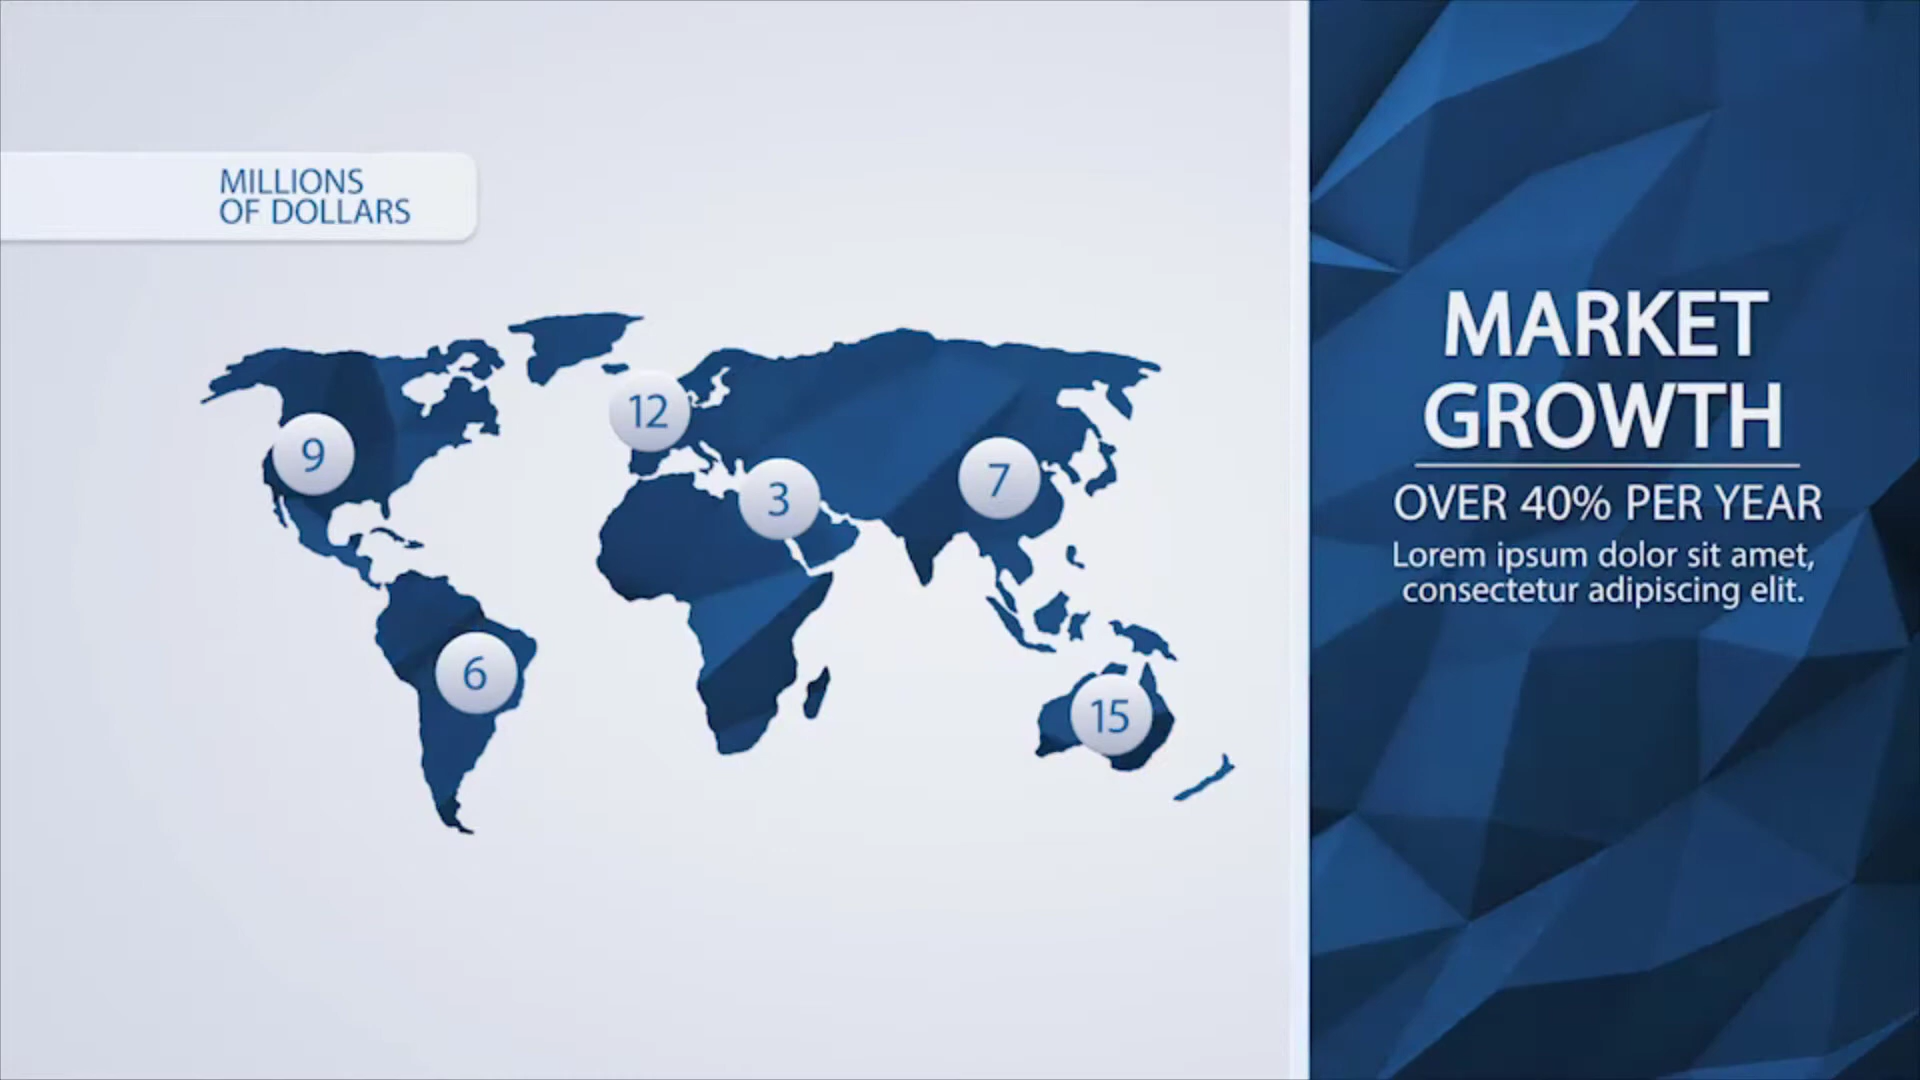 MILLIONS
OF DOLLARS
12
9
7
3
6
15
MARKET
GROWTH
OVER 40% PER YEAR
Lorem ipsum dolor sit amet,
consectetur adipiscing elit.